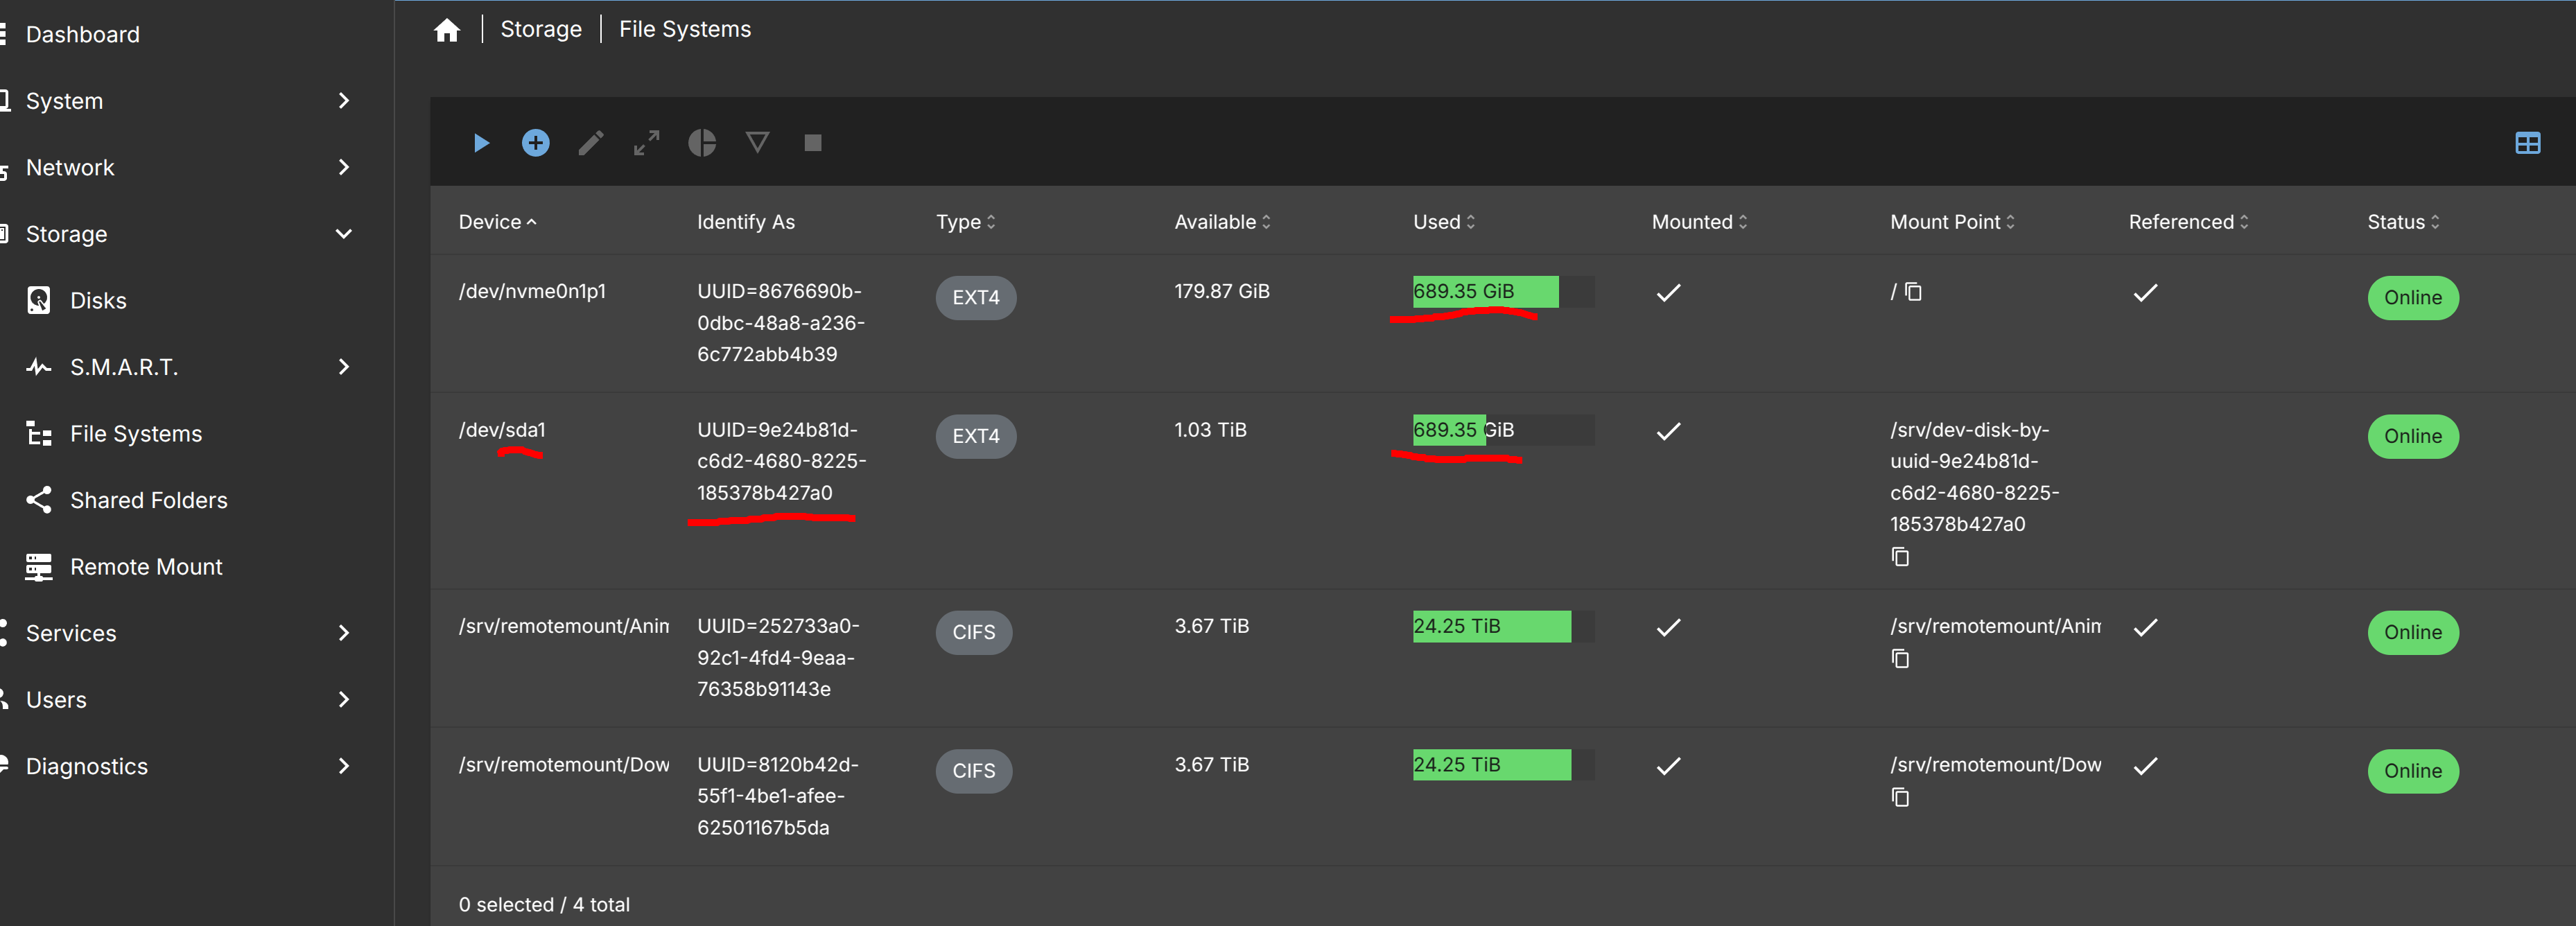 Dashboard
System
Network
Storage
Disks
S.M.A.R.T.
File Systems
Shared Folders
Remote Mount
Services
Users
Diagnostics
Storage | File Systems
Device Identify As Type Available Used Mounted Mount Point Referenced Status
/dev/nvme0n1p1 UUID=8676690b- EXT4 179.87 GiB 689.35 GiB / Online
0dbc-48a8-a236-
6c772abb4b39
/dev/sda1 UUID=9e24b81d- EXT4 1.03 TiB 689.35 GiB /srv/dev-disk-by- Online
c6d2-4680-8225- uuid-9e24b81d-
185378b427a0 c6d2-4680-8225-
185378b427a0
/srv/remotemount/Anim UUID=252733a0- CIFS 3.67 TiB 24.25 TiB /srv/remotemount/Anim Online
92c1-4fd4-9eaa-
76358b91143e
/srv/remotemount/Dow UUID=8120b42d- CIFS 3.67 TiB 24.25 TiB /srv/remotemount/Dow Online
55f1-4be1-afee-
62501167b5da
0 selected / 4 total